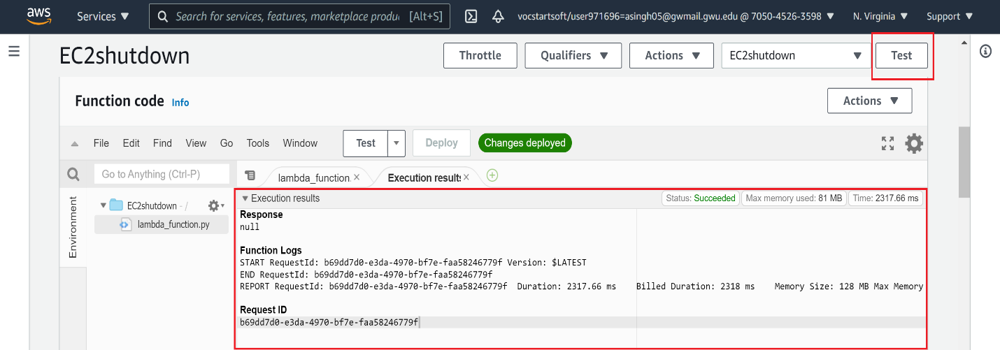 aws Services Search for services, features, marketplace produ [Alt+S] vocstartsoft/user971696=asingh05@gwmail.gwu.edu @ 7050-4526-3598 N. Virginia Support
EC2shutdown Throttle Qualifiers Actions EC2shutdown Test
Function code Info Actions
File Edit Find View Go Tools Window Test Deploy Changes deployed
Go to Anything (Ctrl-P) lambda_function. Execution results
Environment
EC2shutdown - /
lambda_function.py
Execution results Status: Succeeded Max memory used: 81 MB Time: 2317.66 ms
Response
null
Function Logs
START RequestId: b69dd7d0-e3da-4970-bf7e-faa58246779f Version: $LATEST
END RequestId: b69dd7d0-e3da-4970-bf7e-faa58246779f
REPORT RequestId: b69dd7d0-e3da-4970-bf7e-faa58246779f Duration: 2317.66 ms Billed Duration: 2318 ms Memory Size: 128 MB Max Memory
Request ID
b69dd7d0-e3da-4970-bf7e-faa58246779f